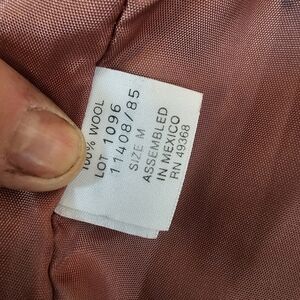 100% WOOL
LOT 1096
11408/85
SIZE M
ASSEMBLED
IN MEXICO
RN 49368